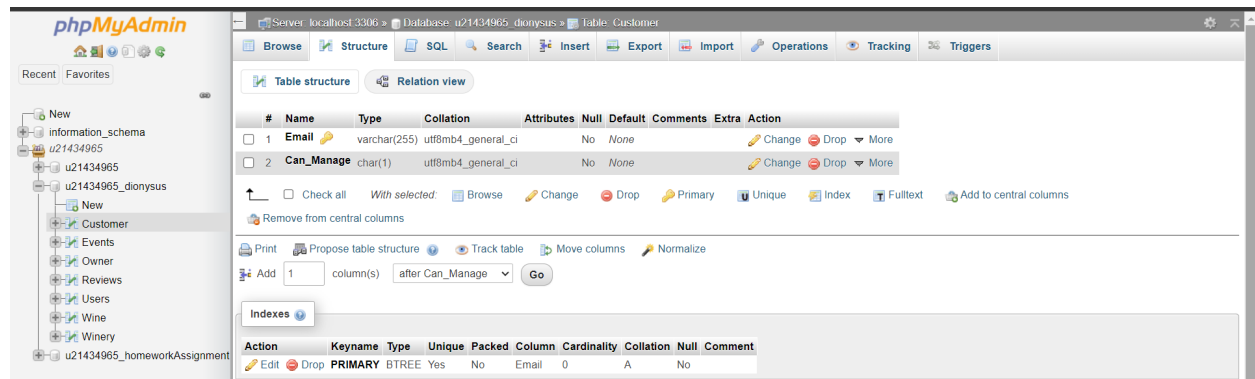 phpMyAdmin
Recent Favorites
New
information_schema
u21434965
u21434965
u21434965_dionysus
New
Customer
Events
Owner
Reviews
Users
Wine
Winery
u21434965_homeworkAssignment
Server: localhost:3306 » Database: u21434965_dionysus » Table: Customer
Browse Structure SQL Search Insert Export Import Operations Tracking Triggers
Table structure Relation view
# Name Type Collation Attributes Null Default Comments Extra Action
1 Email varchar(255) utf8mb4_general_ci No None Change Drop More
2 Can_Manage char(1) utf8mb4_general_ci No None Change Drop More
Check all With selected: Browse Change Drop Primary Unique Index Fulltext Add to central columns
Remove from central columns
Print Propose table structure Track table Move columns Normalize
Add 1 column(s) after Can_Manage Go
Indexes
Action Keyname Type Unique Packed Column Cardinality Collation Null Comment
Edit Drop PRIMARY BTREE Yes No Email 0 A No